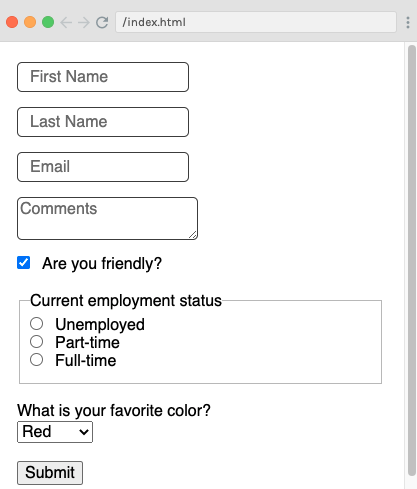 /index.html
First Name
Last Name
Email
Comments
Are you friendly?
Current employment status
Unemployed
Part-time
Full-time
What is your favorite color?
Red
Submit